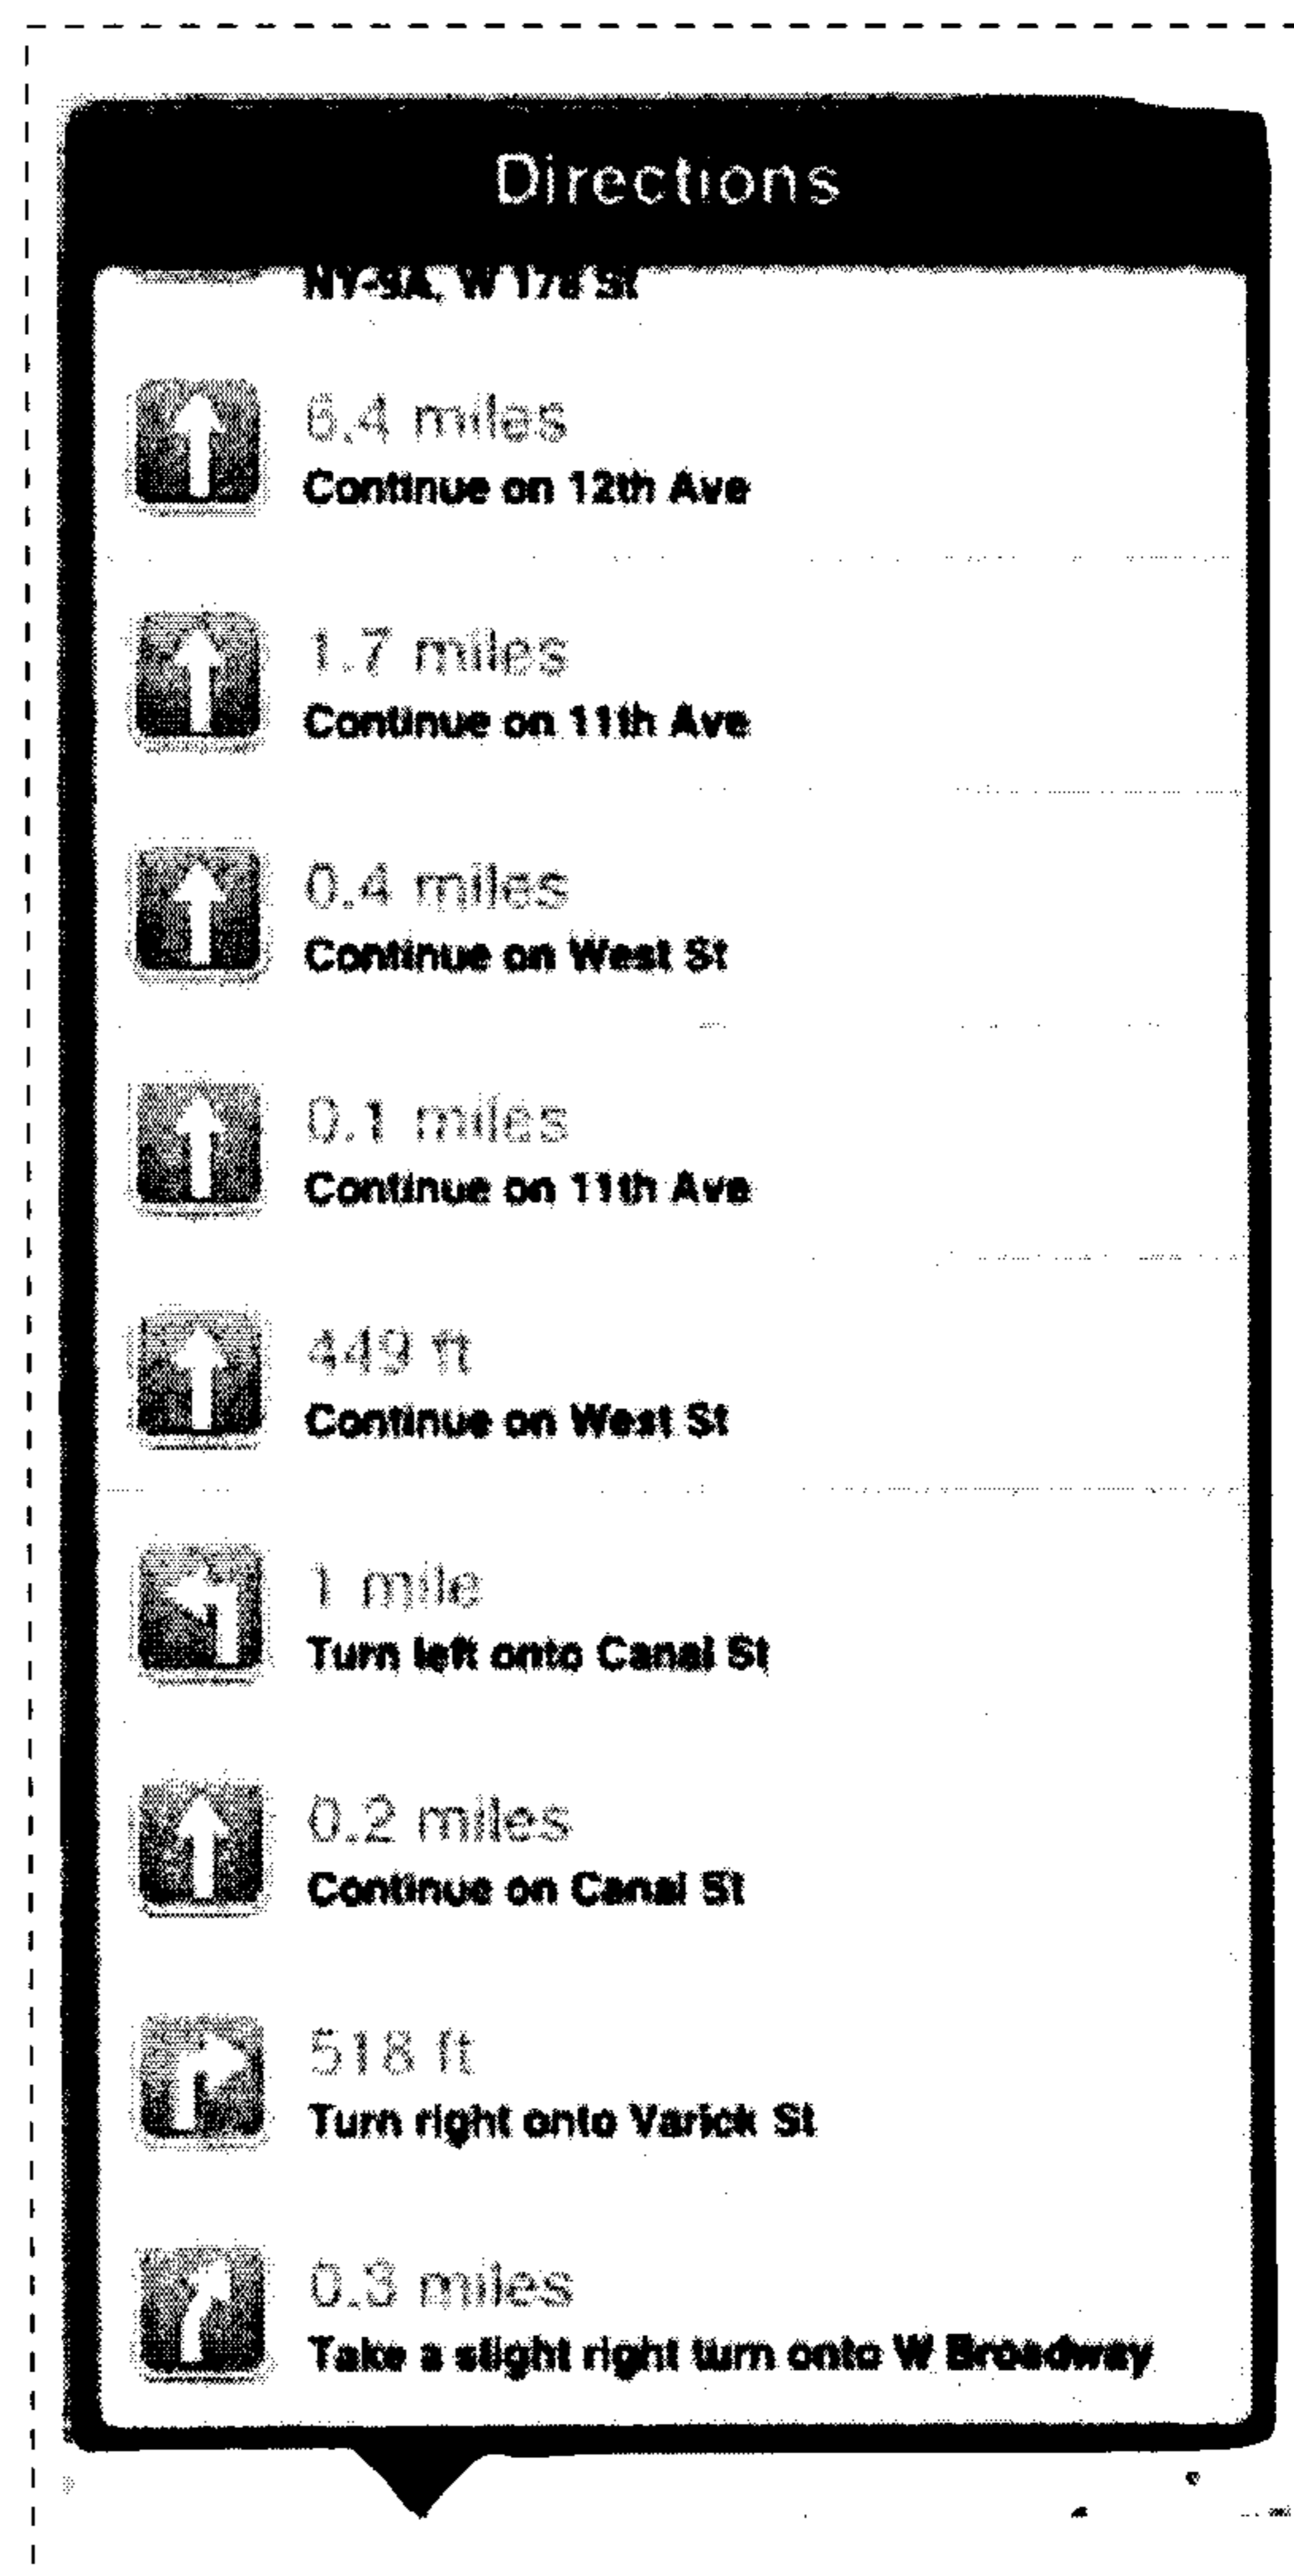 Directions
NY-9A, W 178 St
6.4 miles
Continue on 12th Ave
1.7 miles
Continue on 11th Ave
0.4 miles
Continue on West St
0.1 miles
Continue on 11th Ave
449 ft
Continue on West St
1 mile
Turn left onto Canal St
0.2 miles
Continue on Canal St
518 ft
Turn right onto Varick St
0.3 miles
Take a slight right turn onto W Broadway